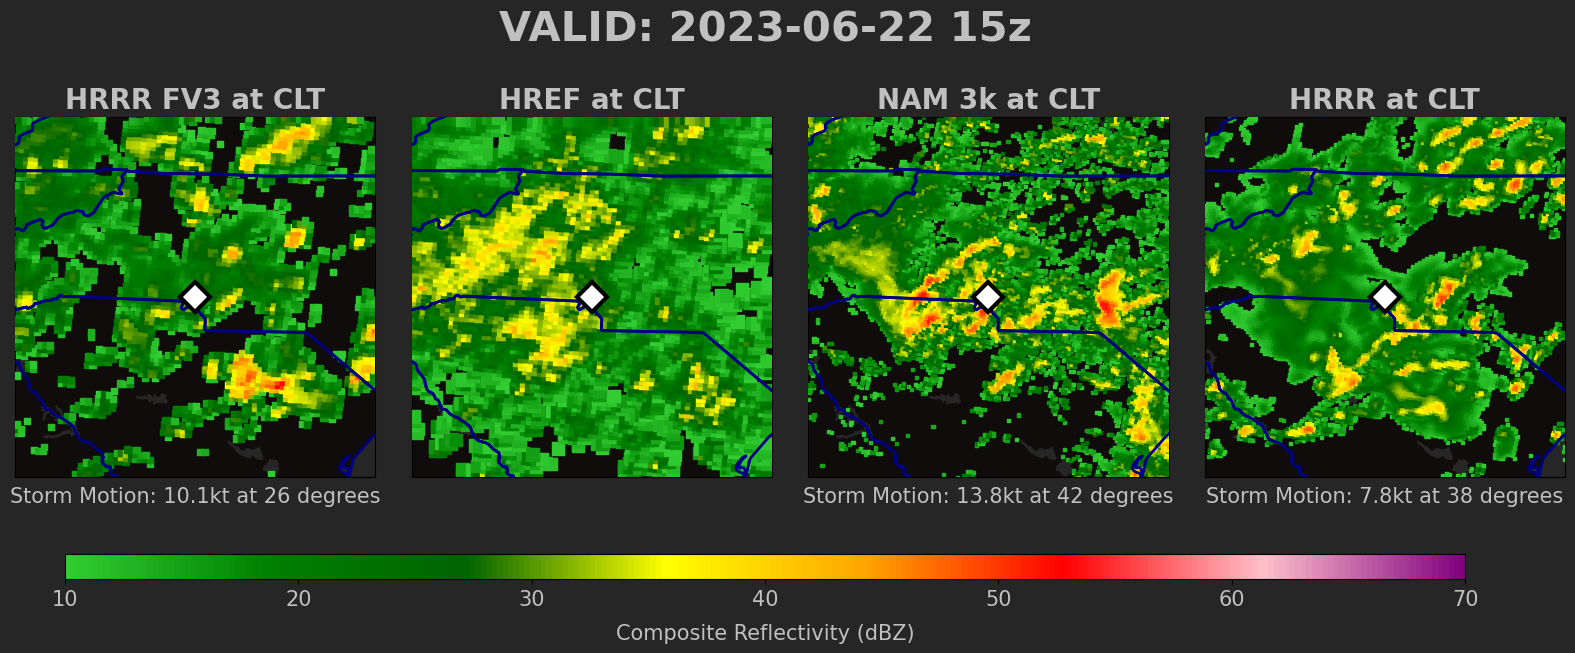 VALID: 2023-06-22 15z
HRRR FV3 at CLT
HREF at CLT
NAM 3k at CLT
HRRR at CLT
Storm Motion: 10.1kt at 26 degrees
Storm Motion: 13.8kt at 42 degrees
Storm Motion: 7.8kt at 38 degrees
10 20 30 40 50 60 70
Composite Reflectivity (dBZ)